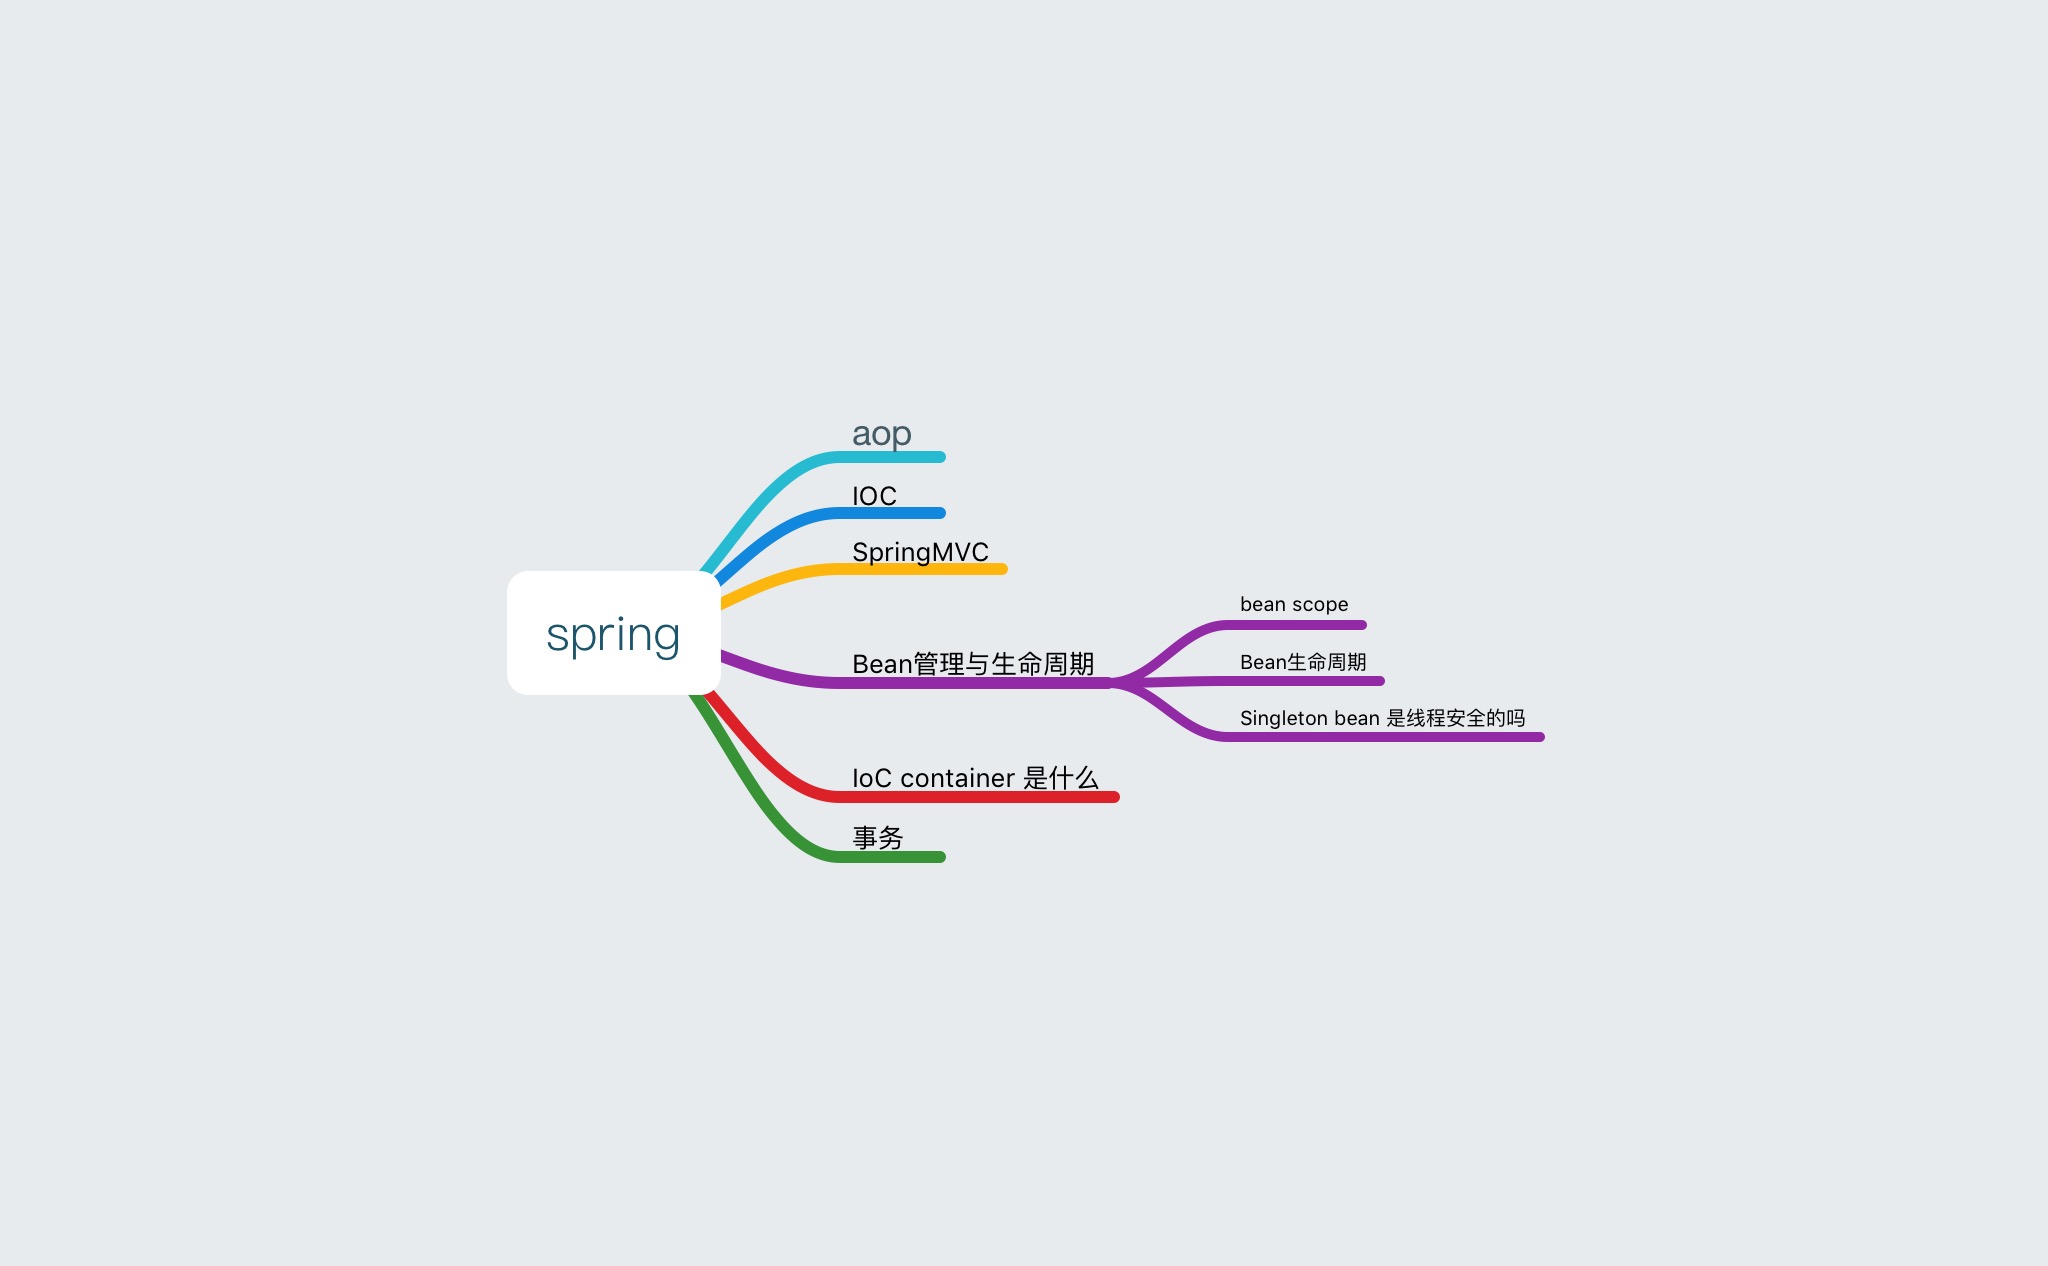 spring
aop
IOC
SpringMVC
Bean管理与生命周期
bean scope
Bean生命周期
Singleton bean 是线程安全的吗
IoC container 是什么
事务